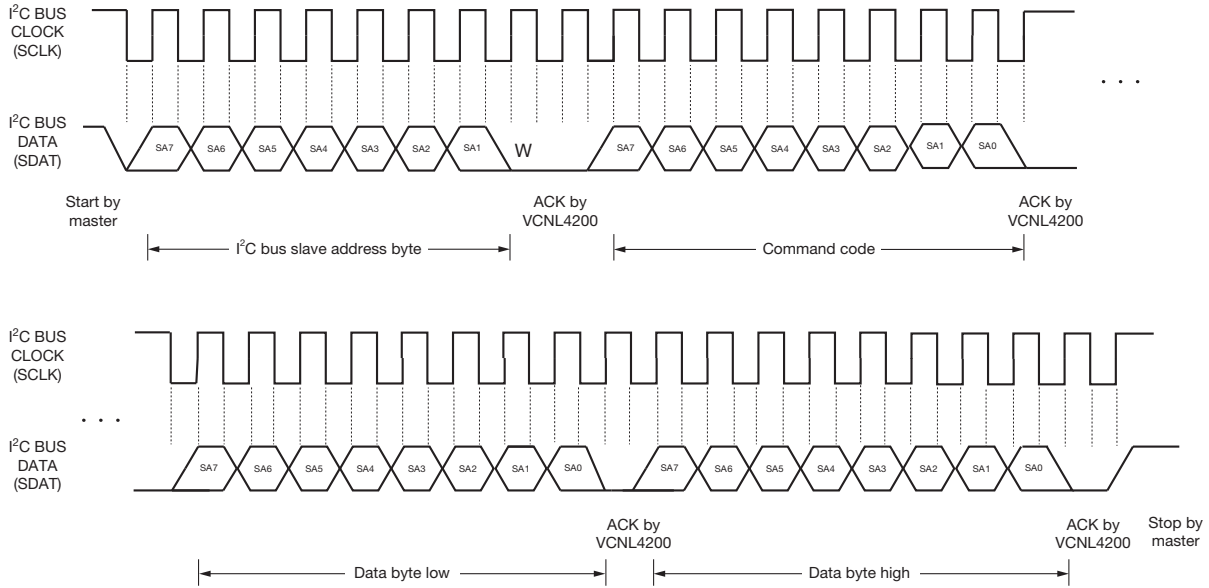 I²C BUS
CLOCK
(SCLK)
. . .
I²C BUS
DATA
(SDAT)
SA7 SA6 SA5 SA4 SA3 SA2 SA1 W SA7 SA6 SA5 SA4 SA3 SA2 SA1 SA0
Start by
master
ACK by
VCNL4200
ACK by
VCNL4200
I²C bus slave address byte
Command code
I²C BUS
CLOCK
(SCLK)
. . .
I²C BUS
DATA
(SDAT)
SA7 SA6 SA5 SA4 SA3 SA2 SA1 SA0 SA7 SA6 SA5 SA4 SA3 SA2 SA1 SA0
ACK by
VCNL4200
ACK by
VCNL4200
Stop by
master
Data byte low
Data byte high